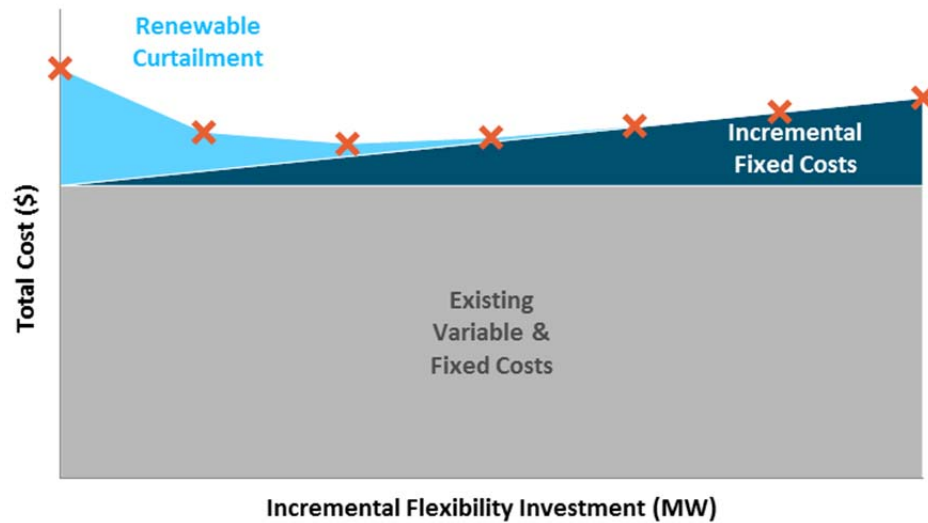 Renewable
Curtailment
Incremental
Fixed Costs
Existing
Variable &
Fixed Costs
Total Cost ($)
Incremental Flexibility Investment (MW)